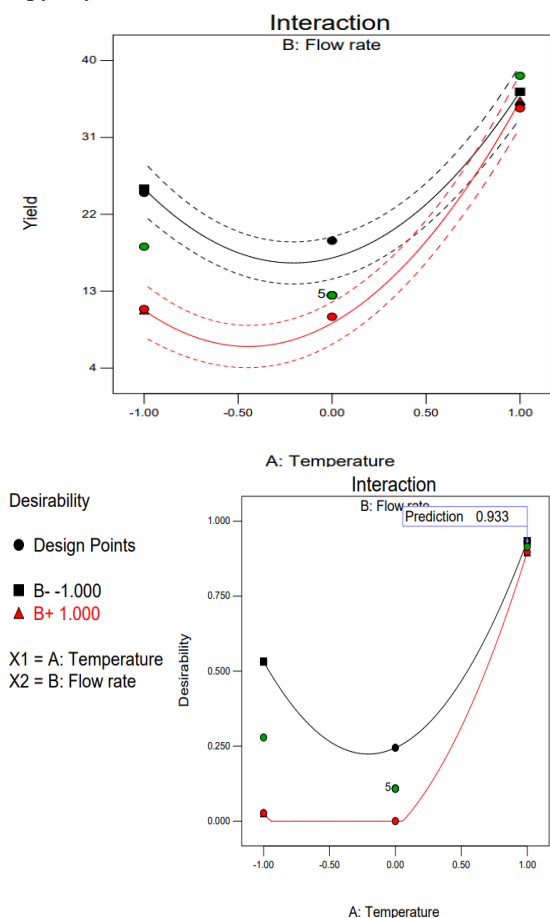 Interaction
B: Flow rate
40
31
22
13
4
Yield
5
-1.00
-0.50
0.00
0.50
1.00
A: Temperature
Interaction
B: Flow rate
Prediction 0.933
Desirability
Design Points
B- -1.000
B+ 1.000
X1 = A: Temperature
X2 = B: Flow rate
1.000
0.750
0.500
0.250
0.000
Desirability
5
-1.00
-0.50
0.00
0.50
1.00
A: Temperature